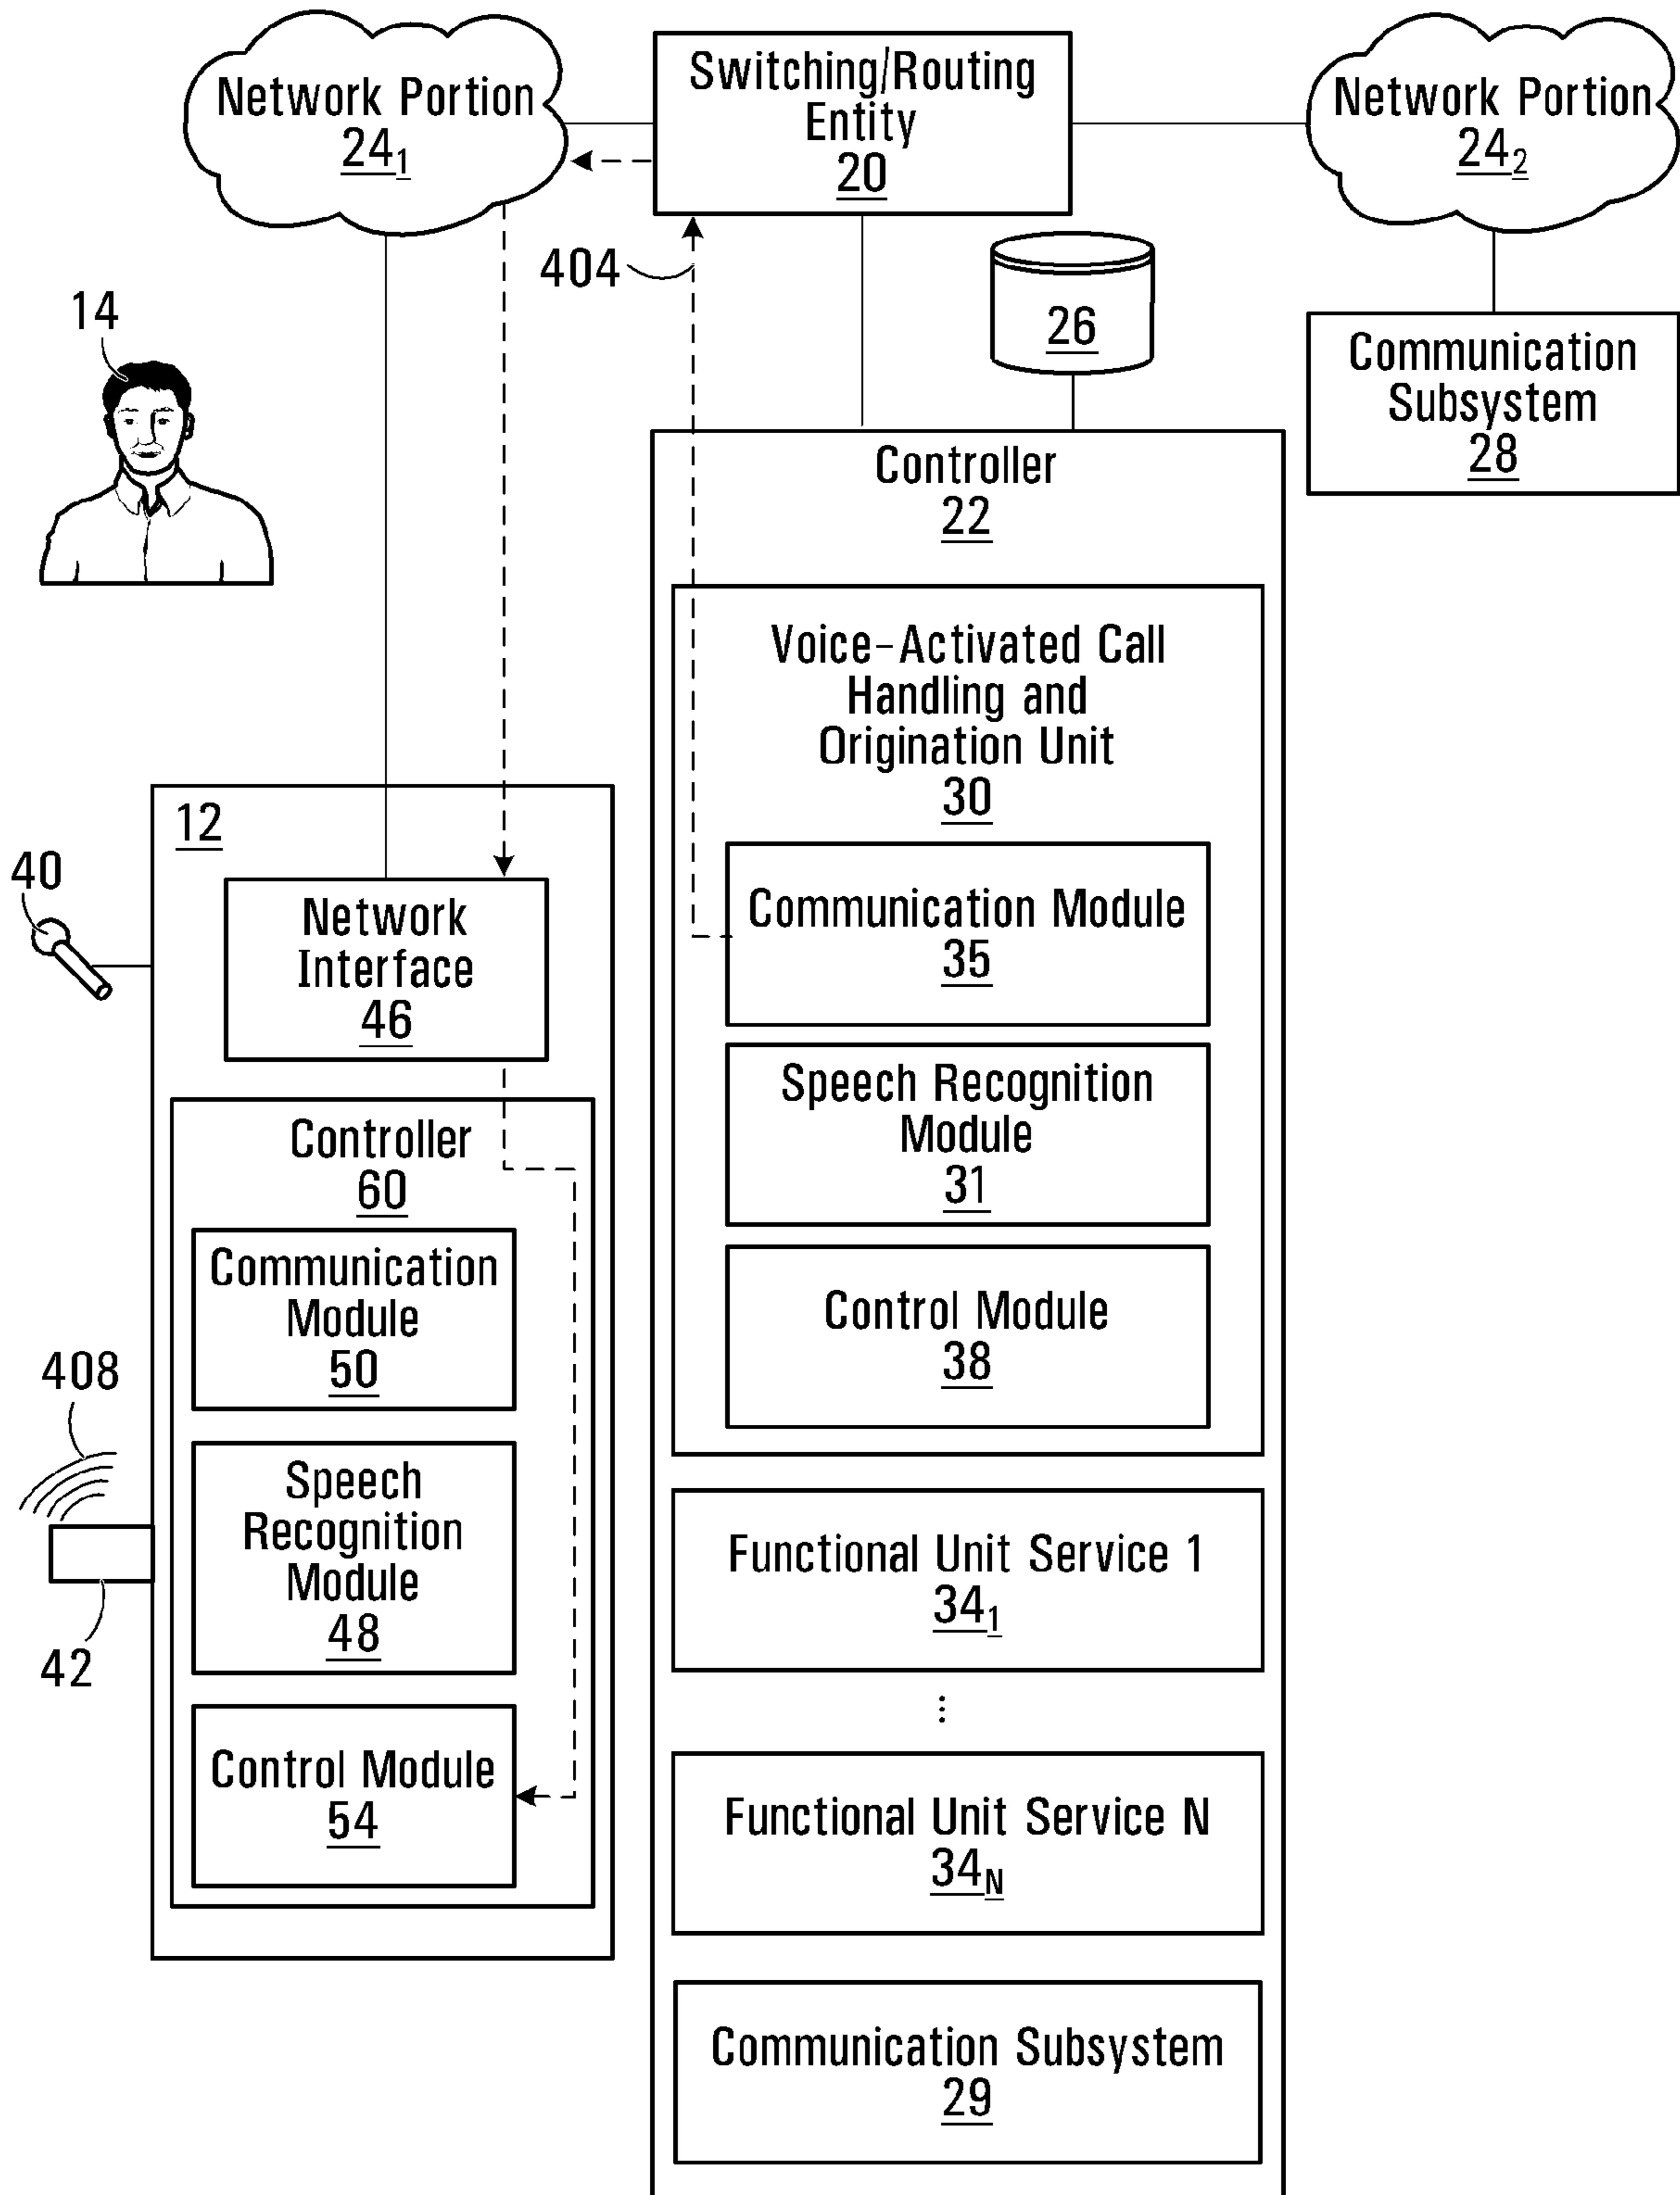 Network Portion
24₁
Switching/Routing
Entity
20
Network Portion
24₂
404
26
14
Communication
Subsystem
28
Controller
22
Voice-Activated Call
Handling and
Origination Unit
30
12
40
Network
Interface
46
Communication Module
35
Speech Recognition
Module
31
Controller
60
Communication
Module
50
Control Module
38
408
Speech
Recognition
Module
48
42
Functional Unit Service 1
34₁
⋮
Control Module
54
Functional Unit Service N
34N
Communication Subsystem
29